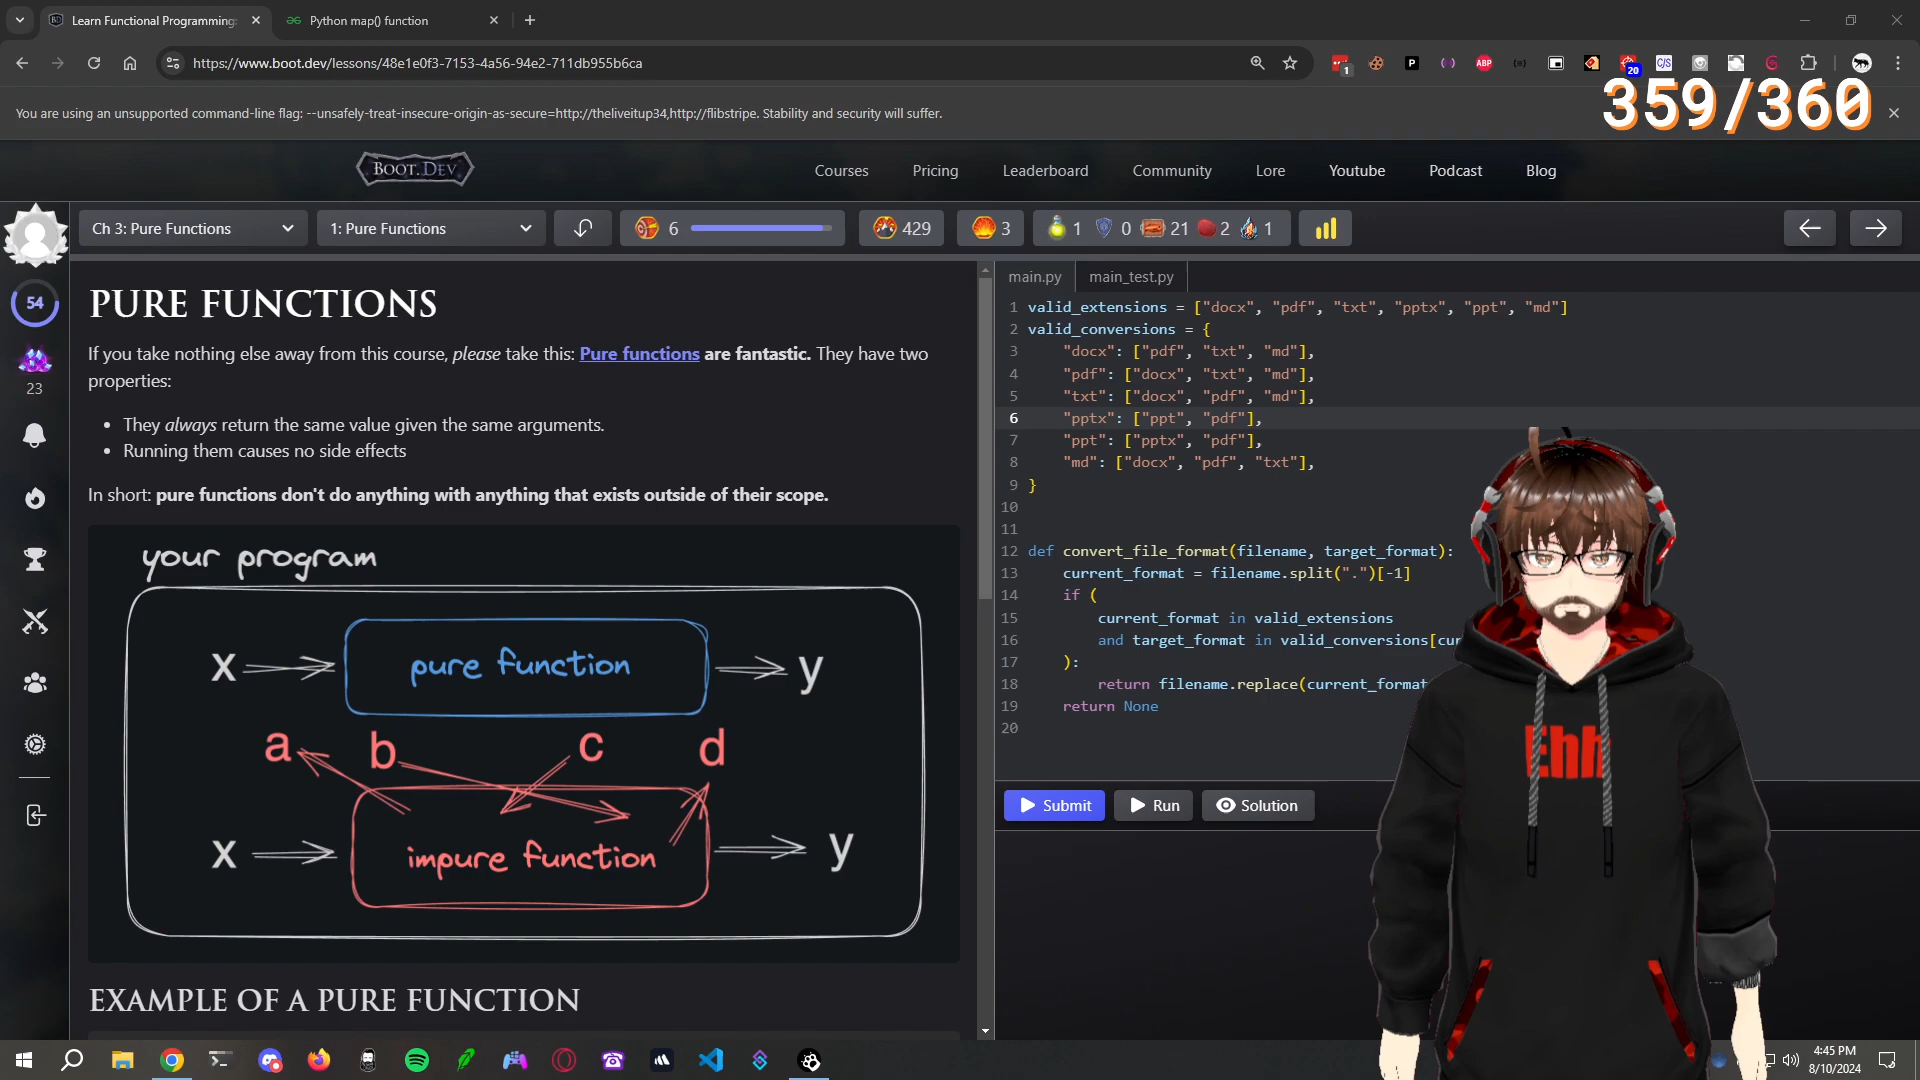 Learn Functional Programming:
Python map() function
https://www.boot.dev/lessons/48e1e0f3-7153-4a56-94e2-711db955b6ca
1
P
ABP
20
C/S
You are using an unsupported command-line flag: --unsafely-treat-insecure-origin-as-secure=http://theliveitup34,http://flibstripe. Stability and security will suffer.
359/360
BOOT.DEV
Courses
Pricing
Leaderboard
Community
Lore
Youtube
Podcast
Blog
Ch 3: Pure Functions
1: Pure Functions
6
429
3
1
0
21
2
1
54
23
PURE FUNCTIONS
If you take nothing else away from this course, please take this: Pure functions are fantastic. They have two
properties:
They always return the same value given the same arguments.
Running them causes no side effects
In short: pure functions don't do anything with anything that exists outside of their scope.
your program
x
pure function
y
a
b
c
d
x
impure function
y
EXAMPLE OF A PURE FUNCTION
main.py
main_test.py
1 valid_extensions = ["docx", "pdf", "txt", "pptx", "ppt", "md"]
2 valid_conversions = {
3 "docx": ["pdf", "txt", "md"],
4 "pdf": ["docx", "txt", "md"],
5 "txt": ["docx", "pdf", "md"],
6 "pptx": ["ppt", "pdf"],
7 "ppt": ["pptx", "pdf"],
8 "md": ["docx", "pdf", "txt"],
9 }
10
11
12 def convert_file_format(filename, target_format):
13 current_format = filename.split(".")[-1]
14 if (
15 current_format in valid_extensions
16 and target_format in valid_conversions[cu
17 ):
18 return filename.replace(current_format
19 return None
20
Submit
Run
Solution
Ehh
4:45 PM
8/10/2024